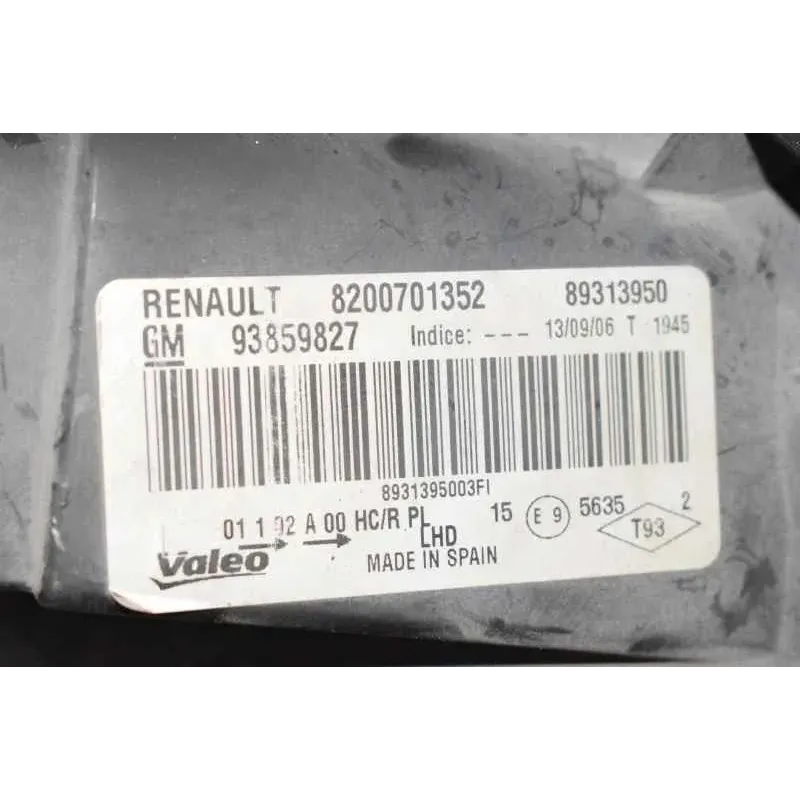 RENAULT 8200701352 89313950
GM 93859827 Indice: --- 13/09/06 T 1945
8931395003FI
01 1 02 A 00 HC/R PL 15 E 9 5635 2
LHD T93
Valeo MADE IN SPAIN